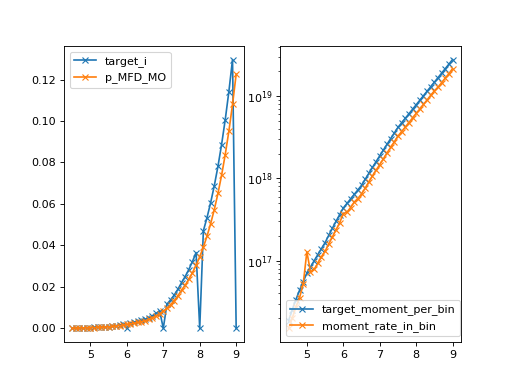 target_i
p_MFD_MO
0.12
0.10
0.08
0.06
0.04
0.02
0.00
5 6 7 8 9
10^19
10^18
10^17
target_moment_per_bin
moment_rate_in_bin
5 6 7 8 9